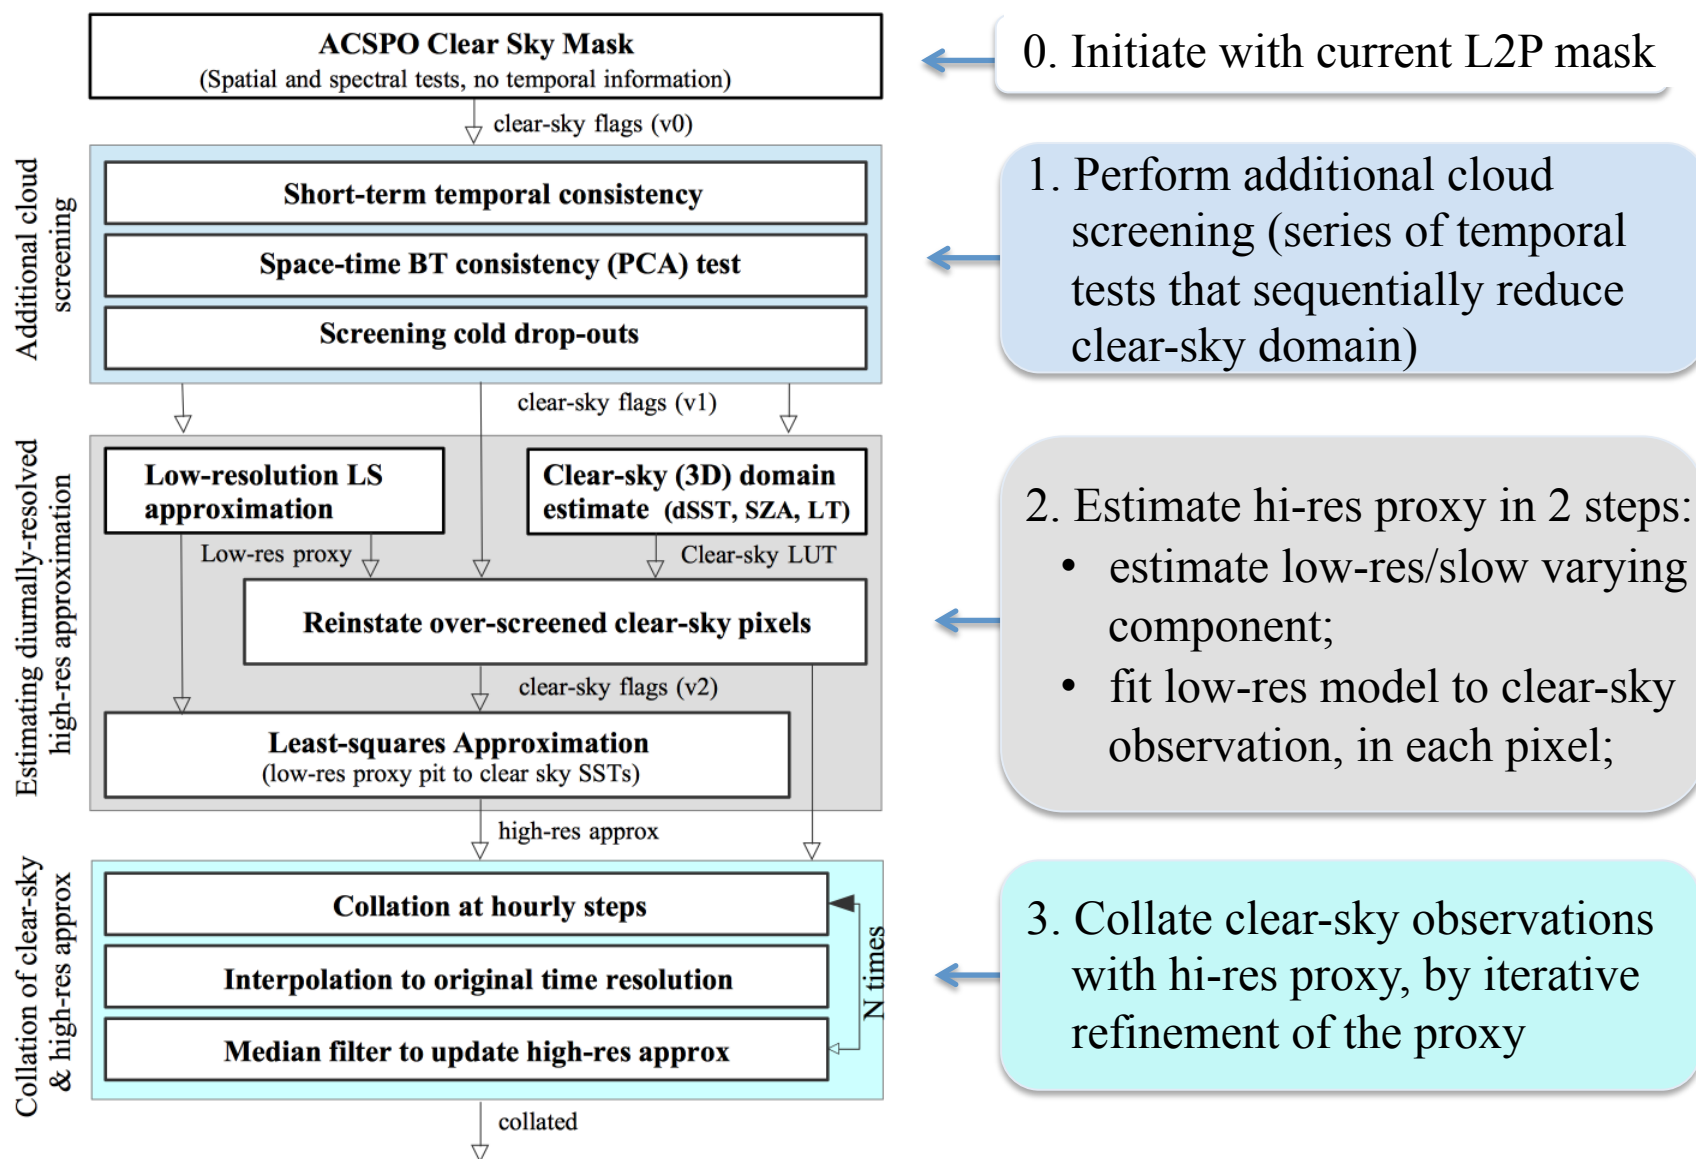 ACSPO Clear Sky Mask
(Spatial and spectral tests, no temporal information)
0. Initiate with current L2P mask
clear-sky flags (v0)
Additional cloud
screening
Short-term temporal consistency
Space-time BT consistency (PCA) test
Screening cold drop-outs
1. Perform additional cloud
screening (series of temporal
tests that sequentially reduce
clear-sky domain)
clear-sky flags (v1)
Estimating diurnally-resolved
high-res approximation
Low-resolution LS
approximation
Clear-sky (3D) domain
estimate (dSST, SZA, LT)
Low-res proxy
Clear-sky LUT
Reinstate over-screened clear-sky pixels
clear-sky flags (v2)
Least-squares Approximation
(low-res proxy pit to clear sky SSTs)
2. Estimate hi-res proxy in 2 steps:
• estimate low-res/slow varying
component;
• fit low-res model to clear-sky
observation, in each pixel;
high-res approx
Collation of clear-sky
& high-res approx
Collation at hourly steps
Interpolation to original time resolution
Median filter to update high-res approx
N times
3. Collate clear-sky observations
with hi-res proxy, by iterative
refinement of the proxy
collated